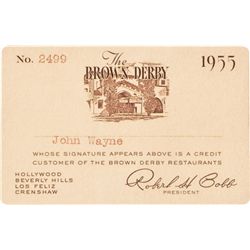 No. 2499
The
BROWN DERBY
1955
John Wayne
WHOSE SIGNATURE APPEARS ABOVE IS A CREDIT
CUSTOMER OF THE BROWN DERBY RESTAURANTS
HOLLYWOOD
BEVERLY HILLS
LOS FELIZ
CRENSHAW
Robert H Cobb
PRESIDENT